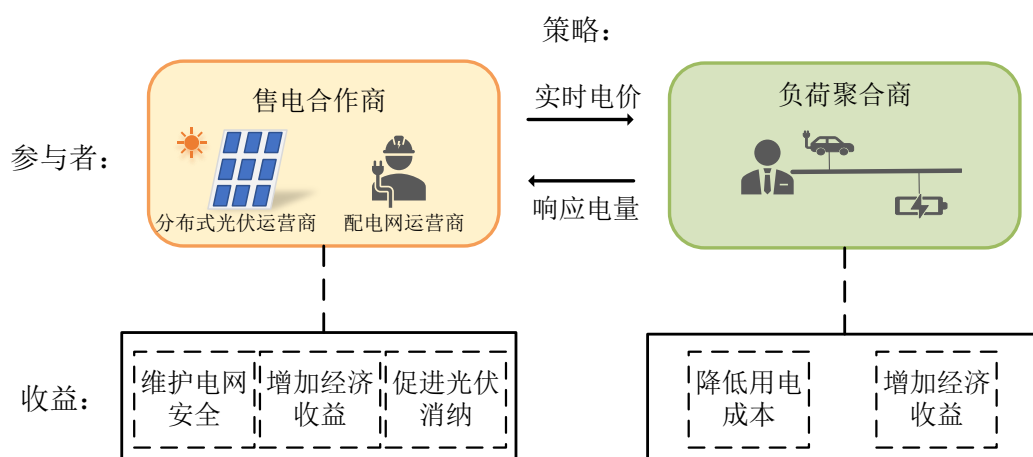 策略：
售电合作商
实时电价
负荷聚合商
参与者：
响应电量
分布式光伏运营商
配电网运营商
收益：
维护电网
安全
增加经济
收益
促进光伏
消纳
降低用电
成本
增加经济
收益